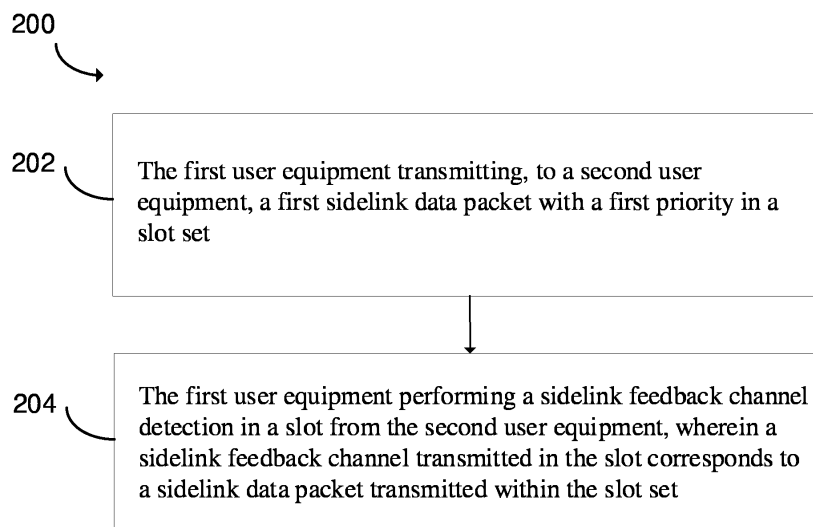 200
202
The first user equipment transmitting, to a second user
equipment, a first sidelink data packet with a first priority in a
slot set
204
The first user equipment performing a sidelink feedback channel
detection in a slot from the second user equipment, wherein a
sidelink feedback channel transmitted in the slot corresponds to
a sidelink data packet transmitted within the slot set